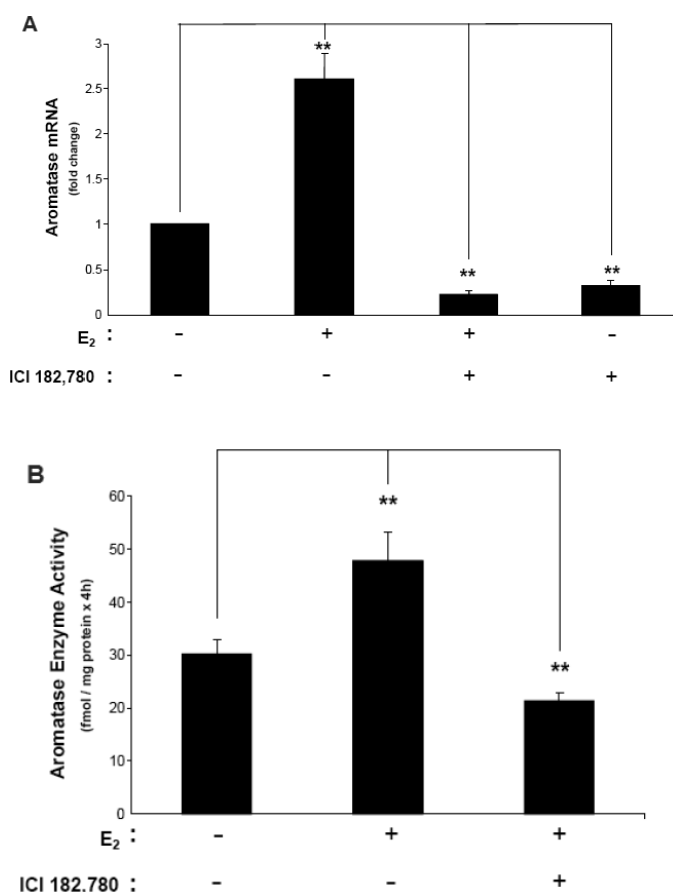 A
Aromatase mRNA
(fold change)
3
2.5
2
1.5
1
0.5
0
**
**
**
E2 : - + + -
ICI 182,780 : - - + +
B
Aromatase Enzyme Activity
(fmol / mg protein x 4h)
60
50
40
30
20
10
0
**
**
E2 : - + +
ICI 182,780 : - - +